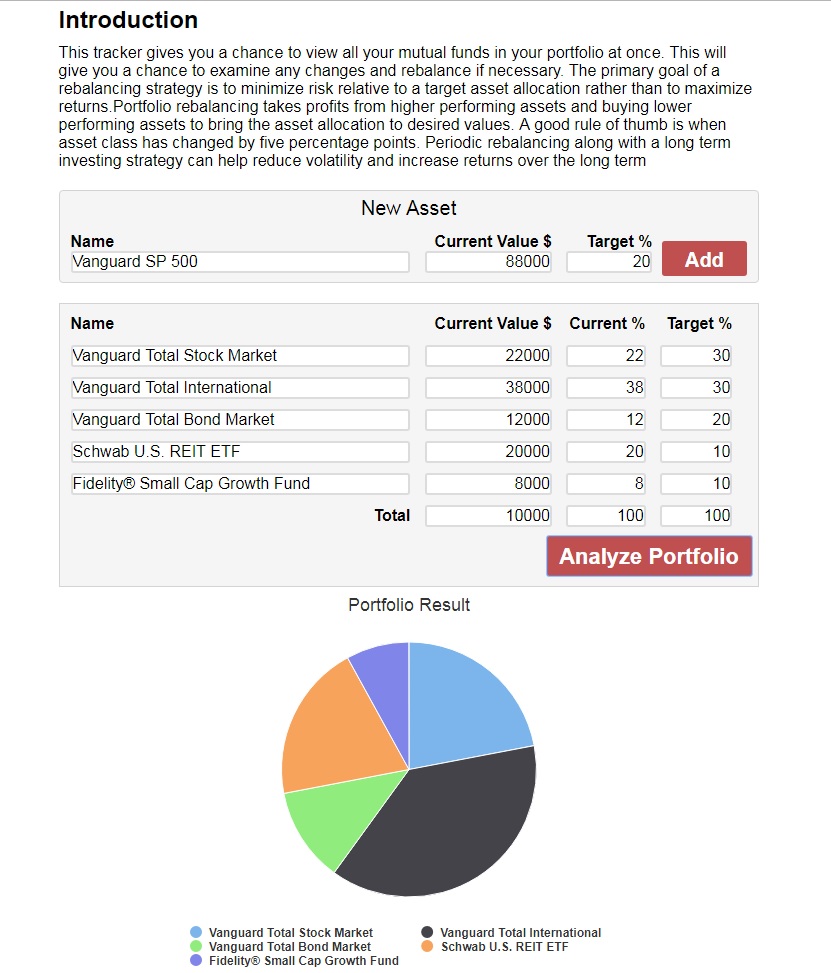 Introduction
This tracker gives you a chance to view all your mutual funds in your portfolio at once. This will
give you a chance to examine any changes and rebalance if necessary. The primary goal of a
rebalancing strategy is to minimize risk relative to a target asset allocation rather than to maximize
returns.Portfolio rebalancing takes profits from higher performing assets and buying lower
performing assets to bring the asset allocation to desired values. A good rule of thumb is when
asset class has changed by five percentage points. Periodic rebalancing along with a long term
investing strategy can help reduce volatility and increase returns over the long term
New Asset
Name Current Value $ Target %
Vanguard SP 500 88000 20 Add
Name Current Value $ Current % Target %
Vanguard Total Stock Market 22000 22 30
Vanguard Total International 38000 38 30
Vanguard Total Bond Market 12000 12 20
Schwab U.S. REIT ETF 20000 20 10
Fidelity® Small Cap Growth Fund 8000 8 10
Total 10000 100 100
Analyze Portfolio
Portfolio Result
Vanguard Total Stock Market Vanguard Total International
Vanguard Total Bond Market Schwab U.S. REIT ETF
Fidelity® Small Cap Growth Fund